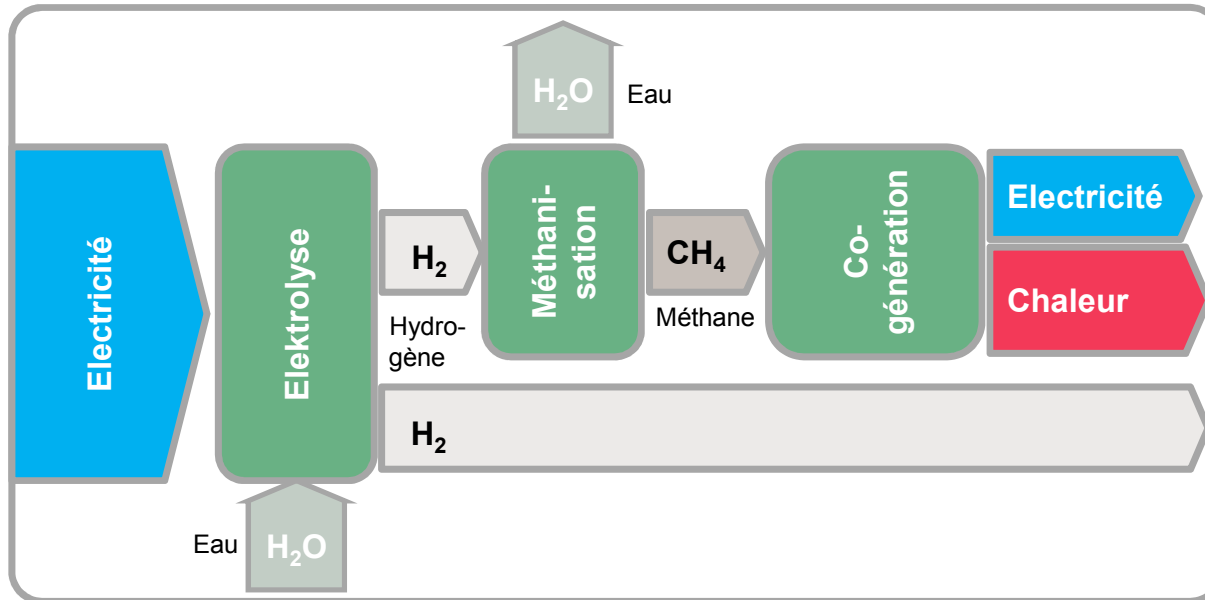 H₂O
Eau
Electricité
Elektrolyse
H₂
Hydro-
gène
Méthani-
sation
CH₄
Méthane
Co-
génération
Electricité
Chaleur
H₂
Eau
H₂O